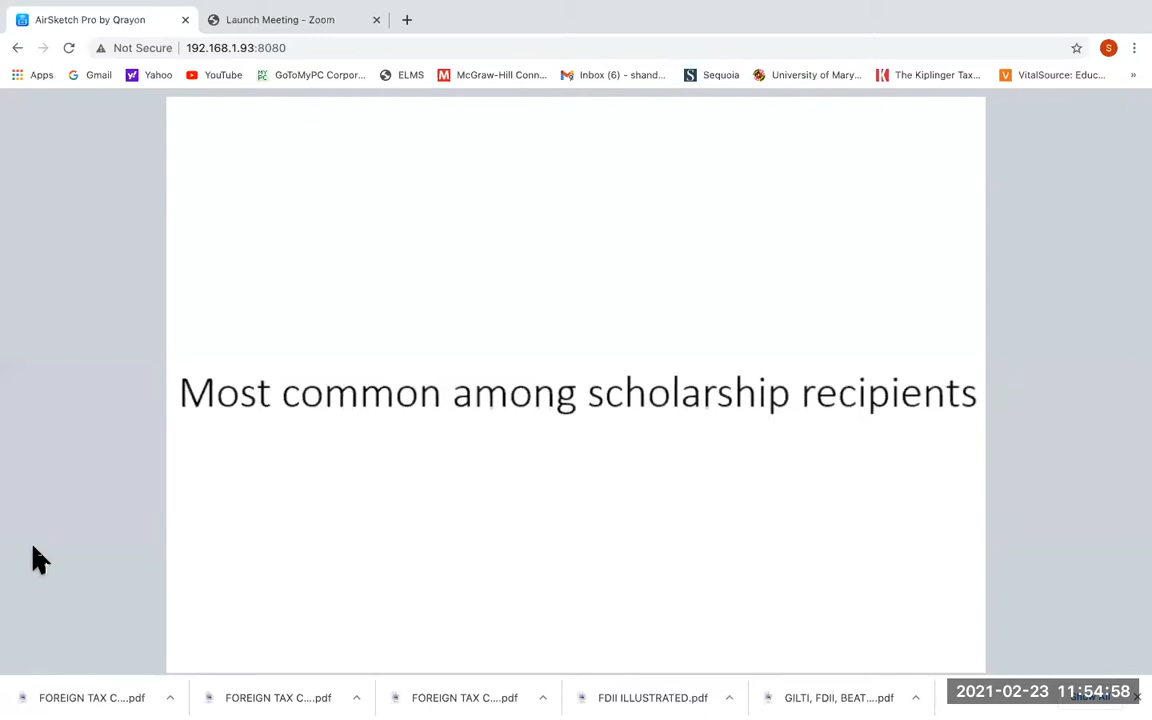 AirSketch Pro by Qrayon
Launch Meeting - Zoom
Not Secure 192.168.1.93:8080
S
Apps Gmail Yahoo YouTube GoToMyPC Corpor... ELMS McGraw-Hill Conn... Inbox (6) - shand... Sequoia University of Mary... The Kiplinger Tax... VitalSource: Educ... »
Most common among scholarship recipients
FOREIGN TAX C....pdf FOREIGN TAX C....pdf FOREIGN TAX C....pdf FDII ILLUSTRATED.pdf GILTI, FDII, BEAT....pdf
2021-02-23 11:54:58